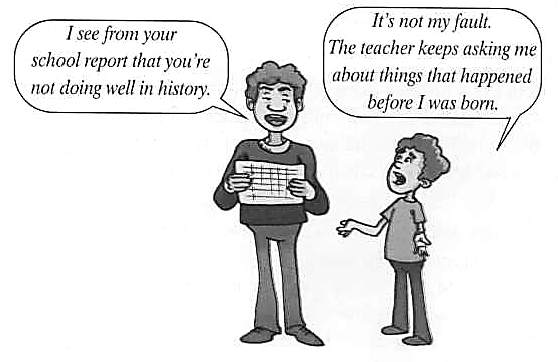 I see from your
school report that you're
not doing well in history.
It's not my fault.
The teacher keeps asking me
about things that happened
before I was born.